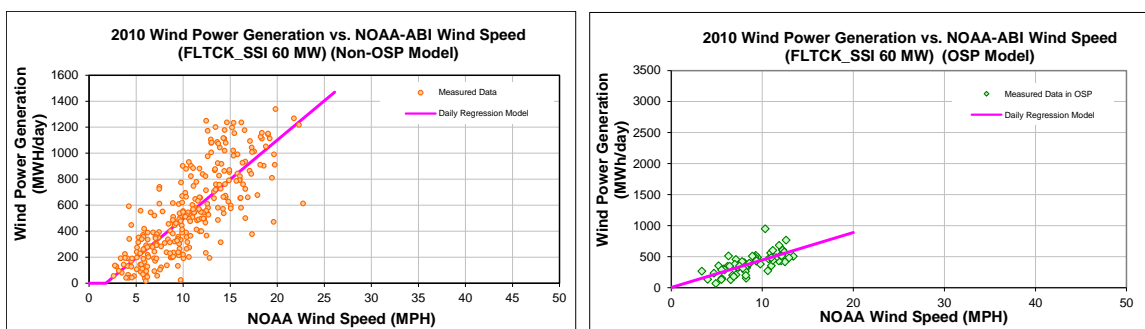 2010 Wind Power Generation vs. NOAA-ABI Wind Speed
(FLTCK_SSI 60 MW) (Non-OSP Model)
Wind Power Generation
(MWH/day)
1600
1400
1200
1000
800
600
400
200
0
Measured Data
Daily Regression Model
0 5 10 15 20 25 30 35 40 45 50
NOAA Wind Speed (MPH)
2010 Wind Power Generation vs. NOAA-ABI Wind Speed
(FLTCK_SSI 60 MW) (OSP Model)
Wind Power Generation
(MWh/day)
3500
3000
2500
2000
1500
1000
500
0
Measured Data in OSP
Daily Regression Model
0 10 20 30 40 50
NOAA Wind Speed (MPH)